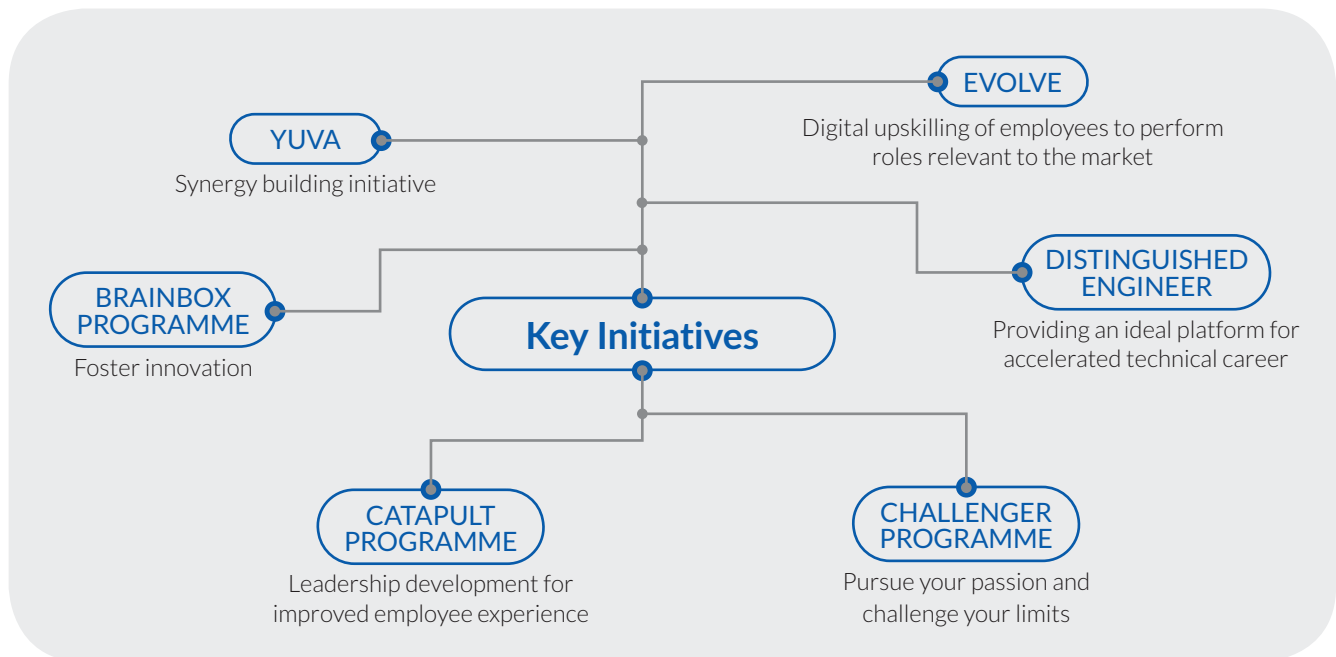 EVOLVE
Digital upskilling of employees to perform
roles relevant to the market
YUVA
Synergy building initiative
DISTINGUISHED
ENGINEER
Providing an ideal platform for
accelerated technical career
BRAINBOX
PROGRAMME
Foster innovation
Key Initiatives
CATAPULT
PROGRAMME
Leadership development for
improved employee experience
CHALLENGER
PROGRAMME
Pursue your passion and
challenge your limits